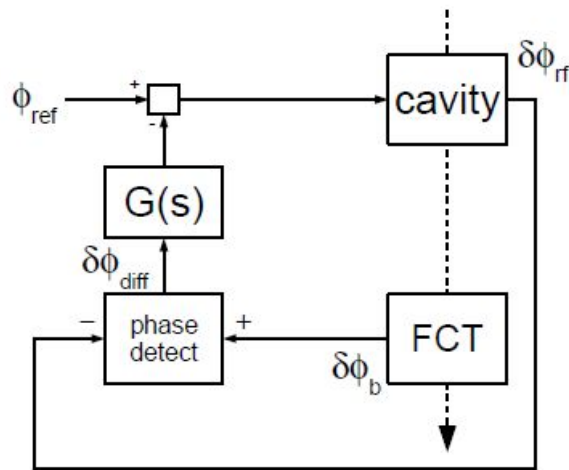 δϕrf
+
ϕref
cavity
-
G(s)
δϕdiff
−
phase
detect
+
FCT
δϕb